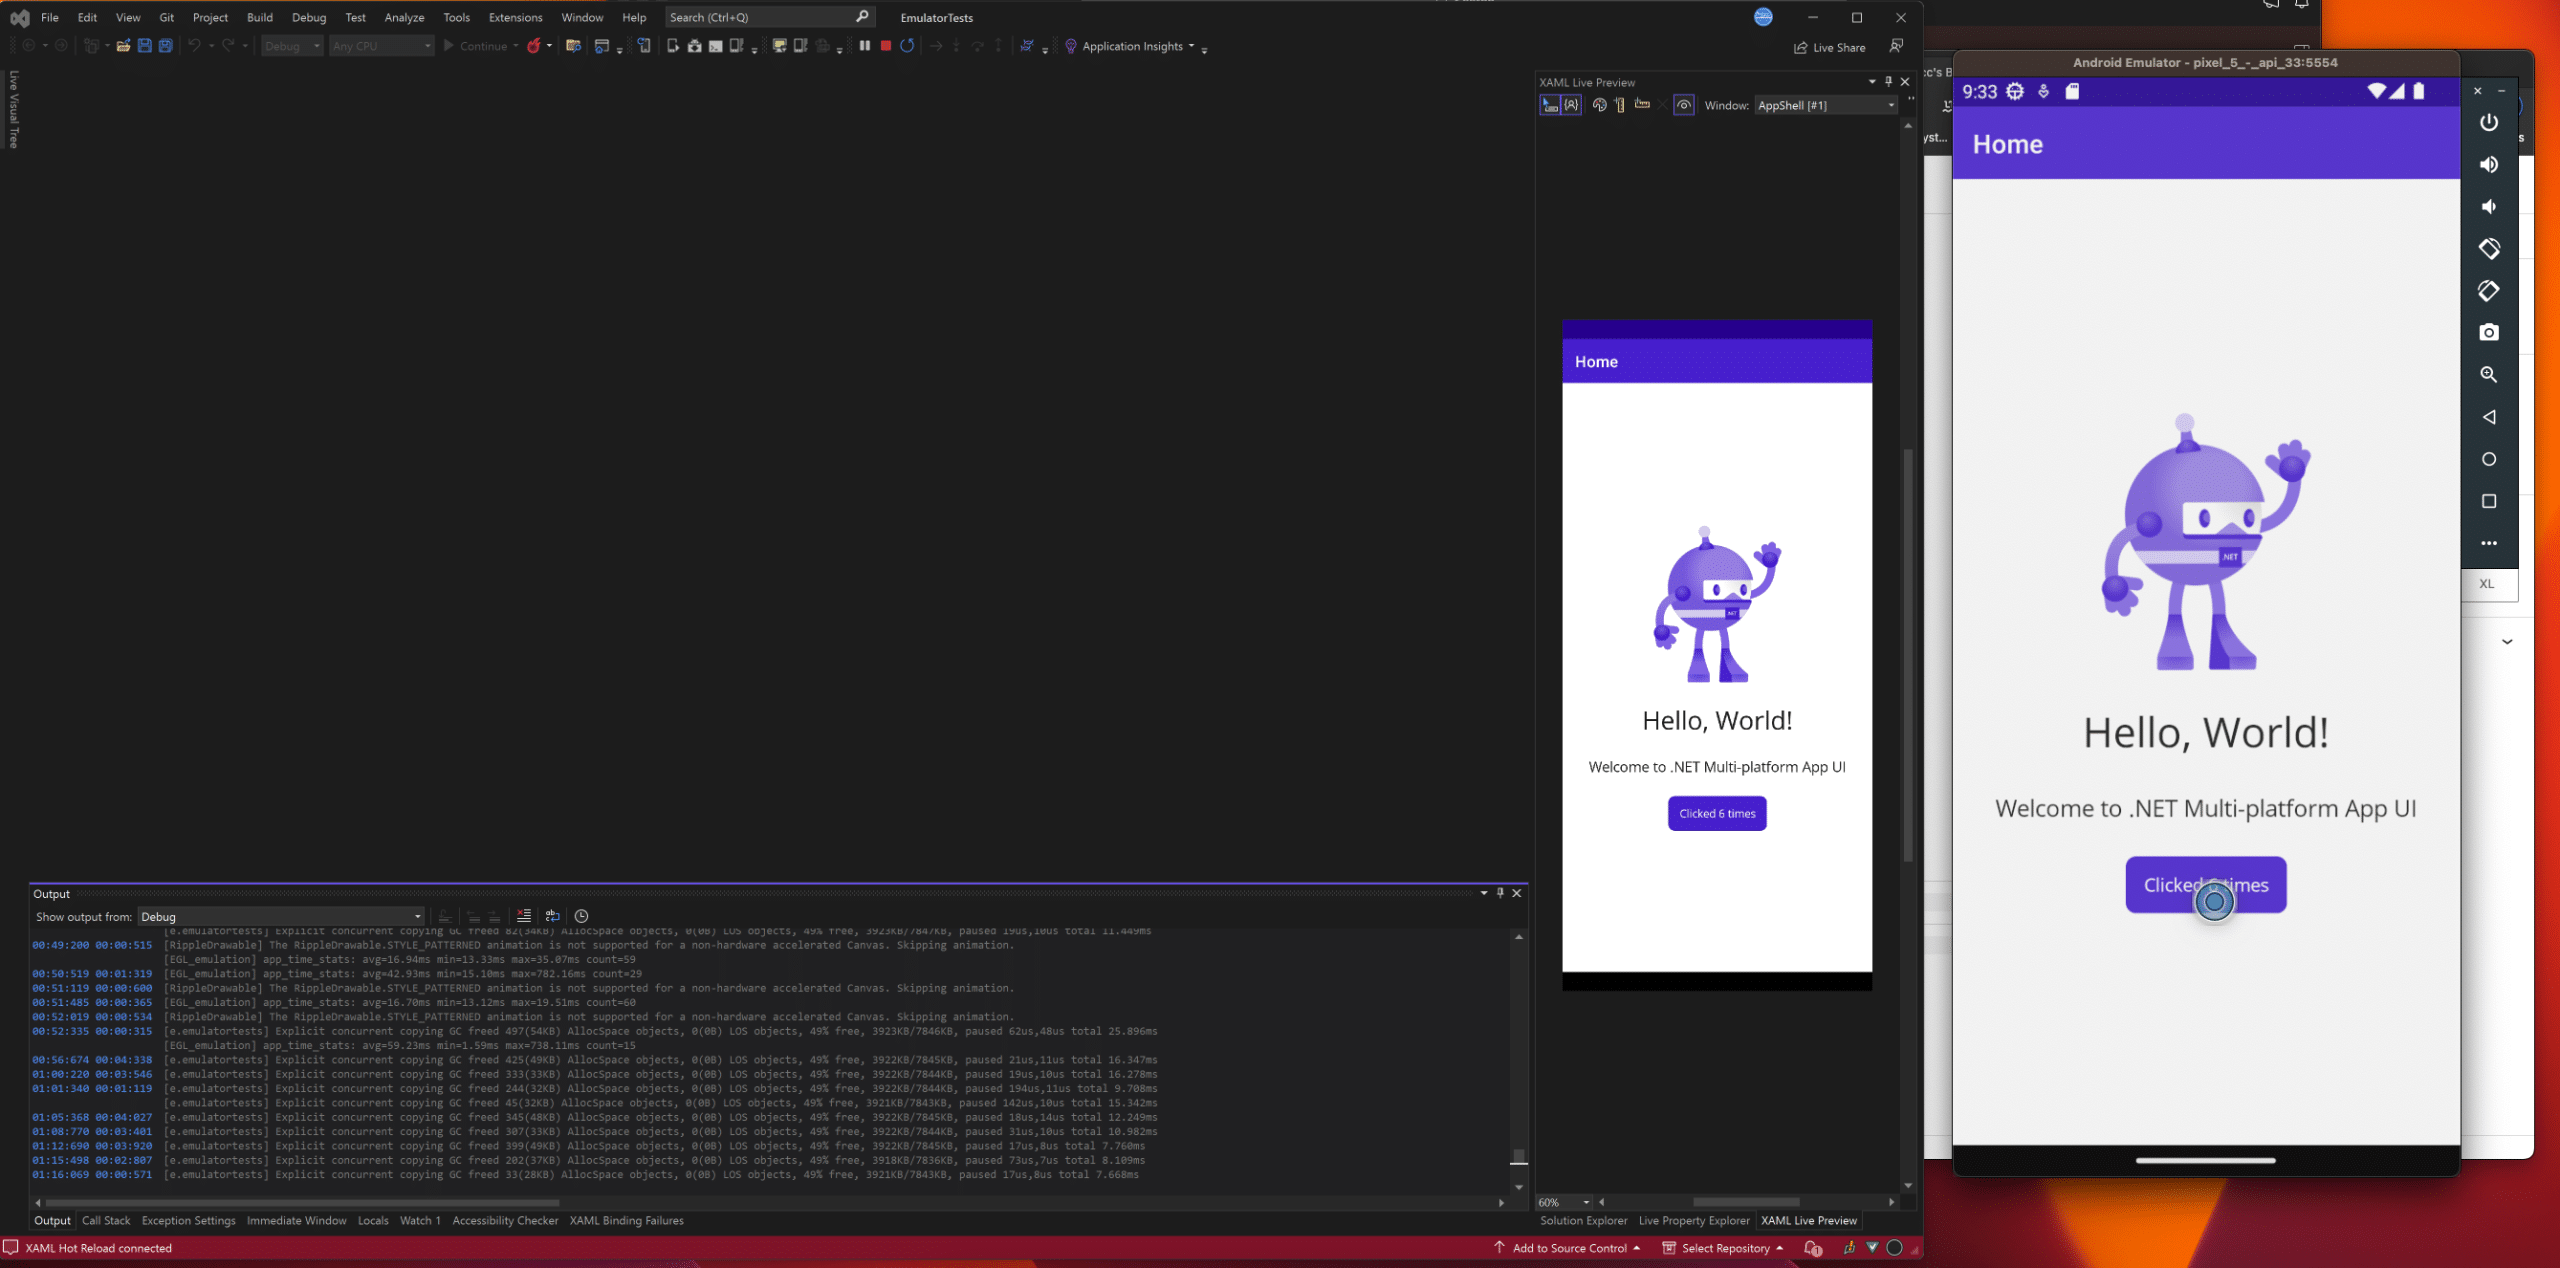 File Edit View Git Project Build Debug Test Analyze Tools Extensions Window Help Search (Ctrl+Q) EmulatorTests
Debug Any CPU Continue Application Insights Live Share
Live Visual Tree
XAML Live Preview
Window: AppShell [#1]
Home
Hello, World!
Welcome to .NET Multi-platform App UI
Clicked 6 times
.NET
60%
Solution Explorer Live Property Explorer XAML Live Preview
Output
Show output from: Debug
[e.emulatortests] Explicit concurrent copying GC freed 82(34KB) AllocSpace objects, 0(0B) LOS objects, 49% free, 3923KB/7847KB, paused 19us,10us total 11.449ms
00:49:200 00:00:515 [RippleDrawable] The RippleDrawable.STYLE_PATTERNED animation is not supported for a non-hardware accelerated Canvas. Skipping animation.
[EGL_emulation] app_time_stats: avg=16.94ms min=13.33ms max=35.07ms count=59
00:50:519 00:01:319 [EGL_emulation] app_time_stats: avg=42.93ms min=15.10ms max=782.16ms count=29
00:51:119 00:00:600 [RippleDrawable] The RippleDrawable.STYLE_PATTERNED animation is not supported for a non-hardware accelerated Canvas. Skipping animation.
00:51:485 00:00:365 [EGL_emulation] app_time_stats: avg=16.70ms min=13.12ms max=19.51ms count=60
00:52:019 00:00:534 [RippleDrawable] The RippleDrawable.STYLE_PATTERNED animation is not supported for a non-hardware accelerated Canvas. Skipping animation.
00:52:335 00:00:315 [e.emulatortests] Explicit concurrent copying GC freed 497(54KB) AllocSpace objects, 0(0B) LOS objects, 49% free, 3923KB/7846KB, paused 62us,48us total 25.896ms
[EGL_emulation] app_time_stats: avg=59.23ms min=1.59ms max=738.11ms count=15
00:56:674 00:04:338 [e.emulatortests] Explicit concurrent copying GC freed 425(49KB) AllocSpace objects, 0(0B) LOS objects, 49% free, 3922KB/7845KB, paused 21us,11us total 16.347ms
01:00:220 00:03:546 [e.emulatortests] Explicit concurrent copying GC freed 333(33KB) AllocSpace objects, 0(0B) LOS objects, 49% free, 3922KB/7844KB, paused 19us,10us total 16.278ms
01:01:340 00:01:119 [e.emulatortests] Explicit concurrent copying GC freed 244(32KB) AllocSpace objects, 0(0B) LOS objects, 49% free, 3922KB/7844KB, paused 194us,11us total 9.708ms
[e.emulatortests] Explicit concurrent copying GC freed 45(32KB) AllocSpace objects, 0(0B) LOS objects, 49% free, 3921KB/7843KB, paused 142us,10us total 15.342ms
01:05:368 00:04:027 [e.emulatortests] Explicit concurrent copying GC freed 345(48KB) AllocSpace objects, 0(0B) LOS objects, 49% free, 3922KB/7845KB, paused 18us,14us total 12.249ms
01:08:770 00:03:401 [e.emulatortests] Explicit concurrent copying GC freed 307(33KB) AllocSpace objects, 0(0B) LOS objects, 49% free, 3922KB/7844KB, paused 31us,10us total 10.982ms
01:12:690 00:03:920 [e.emulatortests] Explicit concurrent copying GC freed 399(49KB) AllocSpace objects, 0(0B) LOS objects, 49% free, 3922KB/7845KB, paused 17us,8us total 7.760ms
01:15:498 00:02:807 [e.emulatortests] Explicit concurrent copying GC freed 202(37KB) AllocSpace objects, 0(0B) LOS objects, 49% free, 3918KB/7836KB, paused 73us,7us total 8.109ms
01:16:069 00:00:571 [e.emulatortests] Explicit concurrent copying GC freed 33(28KB) AllocSpace objects, 0(0B) LOS objects, 49% free, 3921KB/7843KB, paused 17us,8us total 7.668ms
Output Call Stack Exception Settings Immediate Window Locals Watch 1 Accessibility Checker XAML Binding Failures
XAML Hot Reload connected Add to Source Control Select Repository 1
Android Emulator - pixel_5_-_api_33:5554
9:33
Home
.NET
Hello, World!
Welcome to .NET Multi-platform App UI
Clicked times
XL